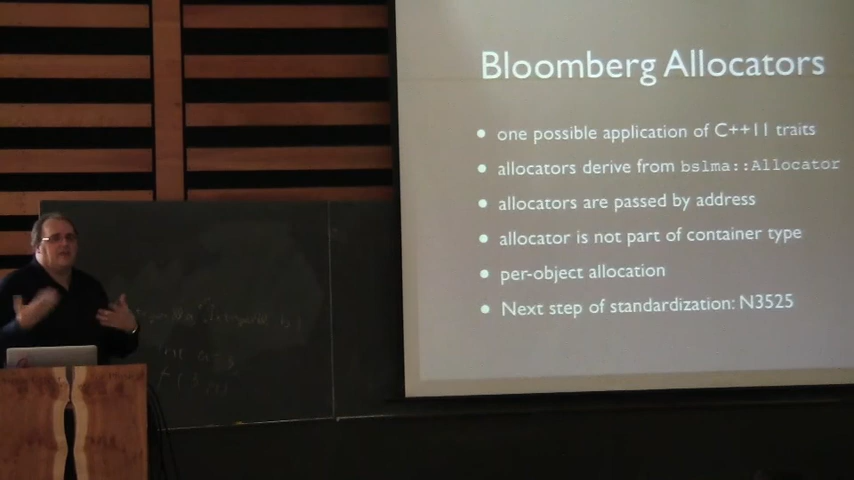 Bloomberg Allocators
• one possible application of C++11 traits
• allocators derive from bslma::Allocator
• allocators are passed by address
• allocator is not part of container type
• per-object allocation
• Next step of standardization: N3525